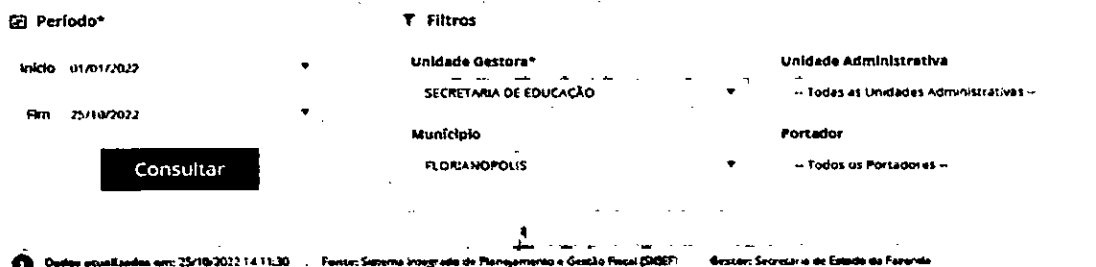 Período*
Início 01/01/2022
Fim 25/10/2022
Consultar
Filtros
Unidade Gestora*
SECRETARIA DE EDUCAÇÃO
Unidade Administrativa
-- Todas as Unidades Administrativas --
Município
FLORIANOPOLIS
Portador
-- Todos os Portadores --
Dados atualizados em: 25/10/2022 14:11:30 Fonte: Sistema Integrado de Planejamento e Gestão Fiscal (SIGEF) Gestor: Secretaria de Estado da Fazenda